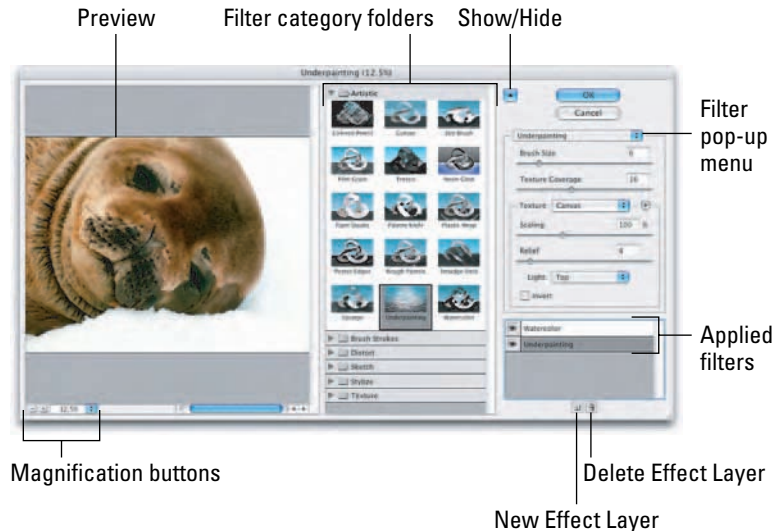 Preview
Filter category folders
Show/Hide
Underpainting (12.5%)
Artistic
OK
Cancel
Colored Pencil
Cutout
Dry Brush
Filter
pop-up
menu
Underpainting
Brush Size 6
Film Grain
Fresco
Neon Glow
Texture Coverage 16
Texture: Canvas
Paint Daubs
Palette Knife
Plastic Wrap
Scaling 100 %
Relief 4
Poster Edges
Rough Pastels
Smudge Stick
Light: Top
Invert
Sponge
Underpainting
Watercolor
Watercolor
Underpainting
Applied
filters
Brush Strokes
Distort
Sketch
Stylize
Texture
12.5%
Magnification buttons
Delete Effect Layer
New Effect Layer